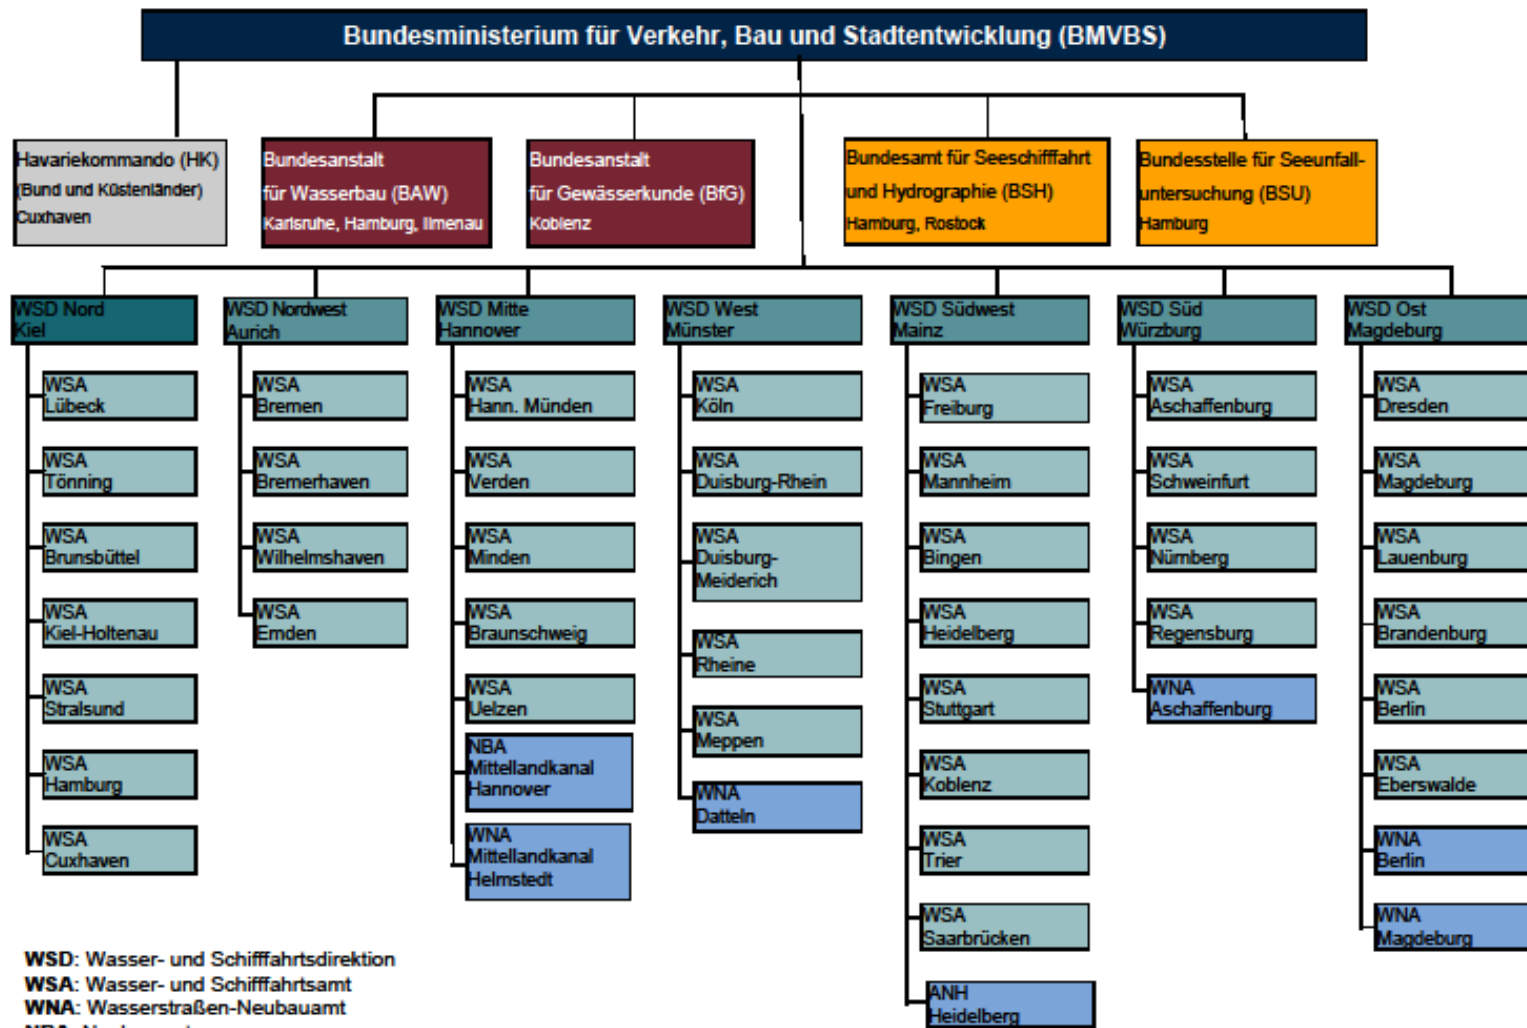 Bundesministerium für Verkehr, Bau und Stadtentwicklung (BMVBS)
Havariekommando (HK)
(Bund und Küstenländer)
Cuxhaven
Bundesanstalt
für Wasserbau (BAW)
Karlsruhe, Hamburg, Ilmenau
Bundesanstalt
für Gewässerkunde (BfG)
Koblenz
Bundesamt für Seeschifffahrt
und Hydrographie (BSH)
Hamburg, Rostock
Bundesstelle für Seeunfall-
untersuchung (BSU)
Hamburg
WSD Nord
Kiel
WSA
Lübeck
WSA
Tönning
WSA
Brunsbüttel
WSA
Kiel-Holtenau
WSA
Stralsund
WSA
Hamburg
WSA
Cuxhaven
WSD Nordwest
Aurich
WSA
Bremen
WSA
Bremerhaven
WSA
Wilhelmshaven
WSA
Emden
WSD Mitte
Hannover
WSA
Hann. Münden
WSA
Verden
WSA
Minden
WSA
Braunschweig
WSA
Uelzen
NBA
Mittellandkanal
Hannover
WNA
Mittellandkanal
Helmstedt
WSD West
Münster
WSA
Köln
WSA
Duisburg-Rhein
WSA
Duisburg-
Meiderich
WSA
Rheine
WSA
Meppen
WNA
Datteln
WSD Südwest
Mainz
WSA
Freiburg
WSA
Mannheim
WSA
Bingen
WSA
Heidelberg
WSA
Stuttgart
WSA
Koblenz
WSA
Trier
WSA
Saarbrücken
ANH
Heidelberg
WSD Süd
Würzburg
WSA
Aschaffenburg
WSA
Schweinfurt
WSA
Nürnberg
WSA
Regensburg
WNA
Aschaffenburg
WSD Ost
Magdeburg
WSA
Dresden
WSA
Magdeburg
WSA
Lauenburg
WSA
Brandenburg
WSA
Berlin
WSA
Eberswalde
WNA
Berlin
WNA
Magdeburg
WSD: Wasser- und Schifffahrtsdirektion
WSA: Wasser- und Schifffahrtsamt
WNA: Wasserstraßen-Neubauamt